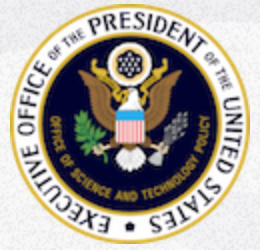 EXECUTIVE OFFICE OF THE PRESIDENT OF THE UNITED STATES
OFFICE OF SCIENCE AND TECHNOLOGY POLICY